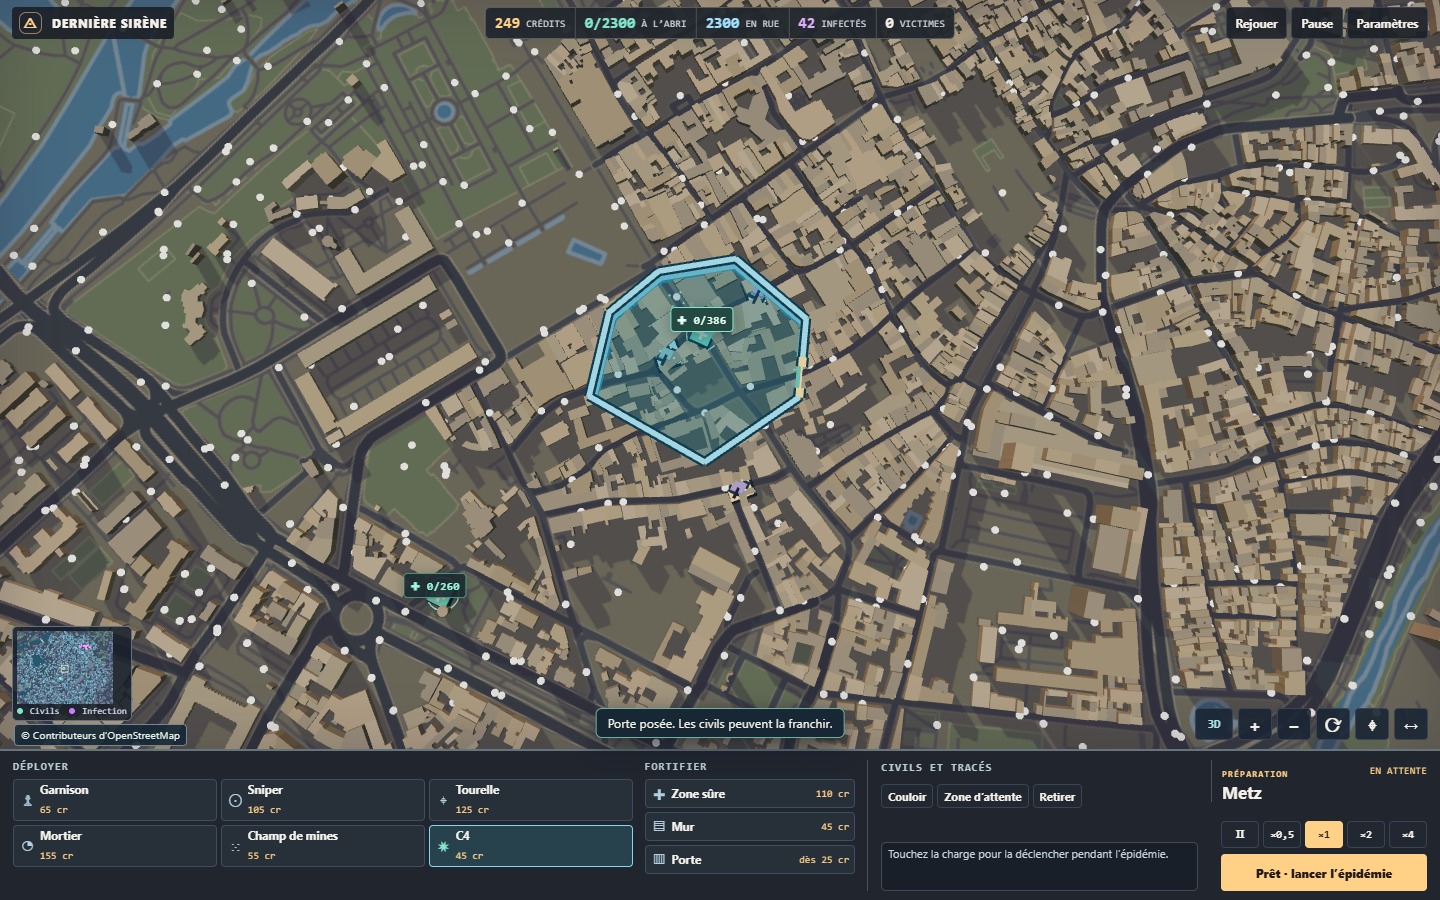 DERNIÈRE SIRÈNE
249 CRÉDITS 0/2300 À L'ABRI 2300 EN RUE 42 INFECTÉS 0 VICTIMES
Rejouer Pause Paramètres
✚ 0/386
✚ 0/260
Civils Infection
© Contributeurs d'OpenStreetMap
Porte posée. Les civils peuvent la franchir.
3D + −
DÉPLOYER
Garnison
65 cr
Sniper
105 cr
Tourelle
125 cr
Mortier
155 cr
Champ de mines
55 cr
C4
45 cr
FORTIFIER
Zone sûre 110 cr
Mur 45 cr
Porte dès 25 cr
CIVILS ET TRACÉS
Couloir Zone d'attente Retirer
Touchez la charge pour la déclencher pendant l'épidémie.
PRÉPARATION EN ATTENTE
Metz
II ×0,5 ×1 ×2 ×4
Prêt · lancer l'épidémie